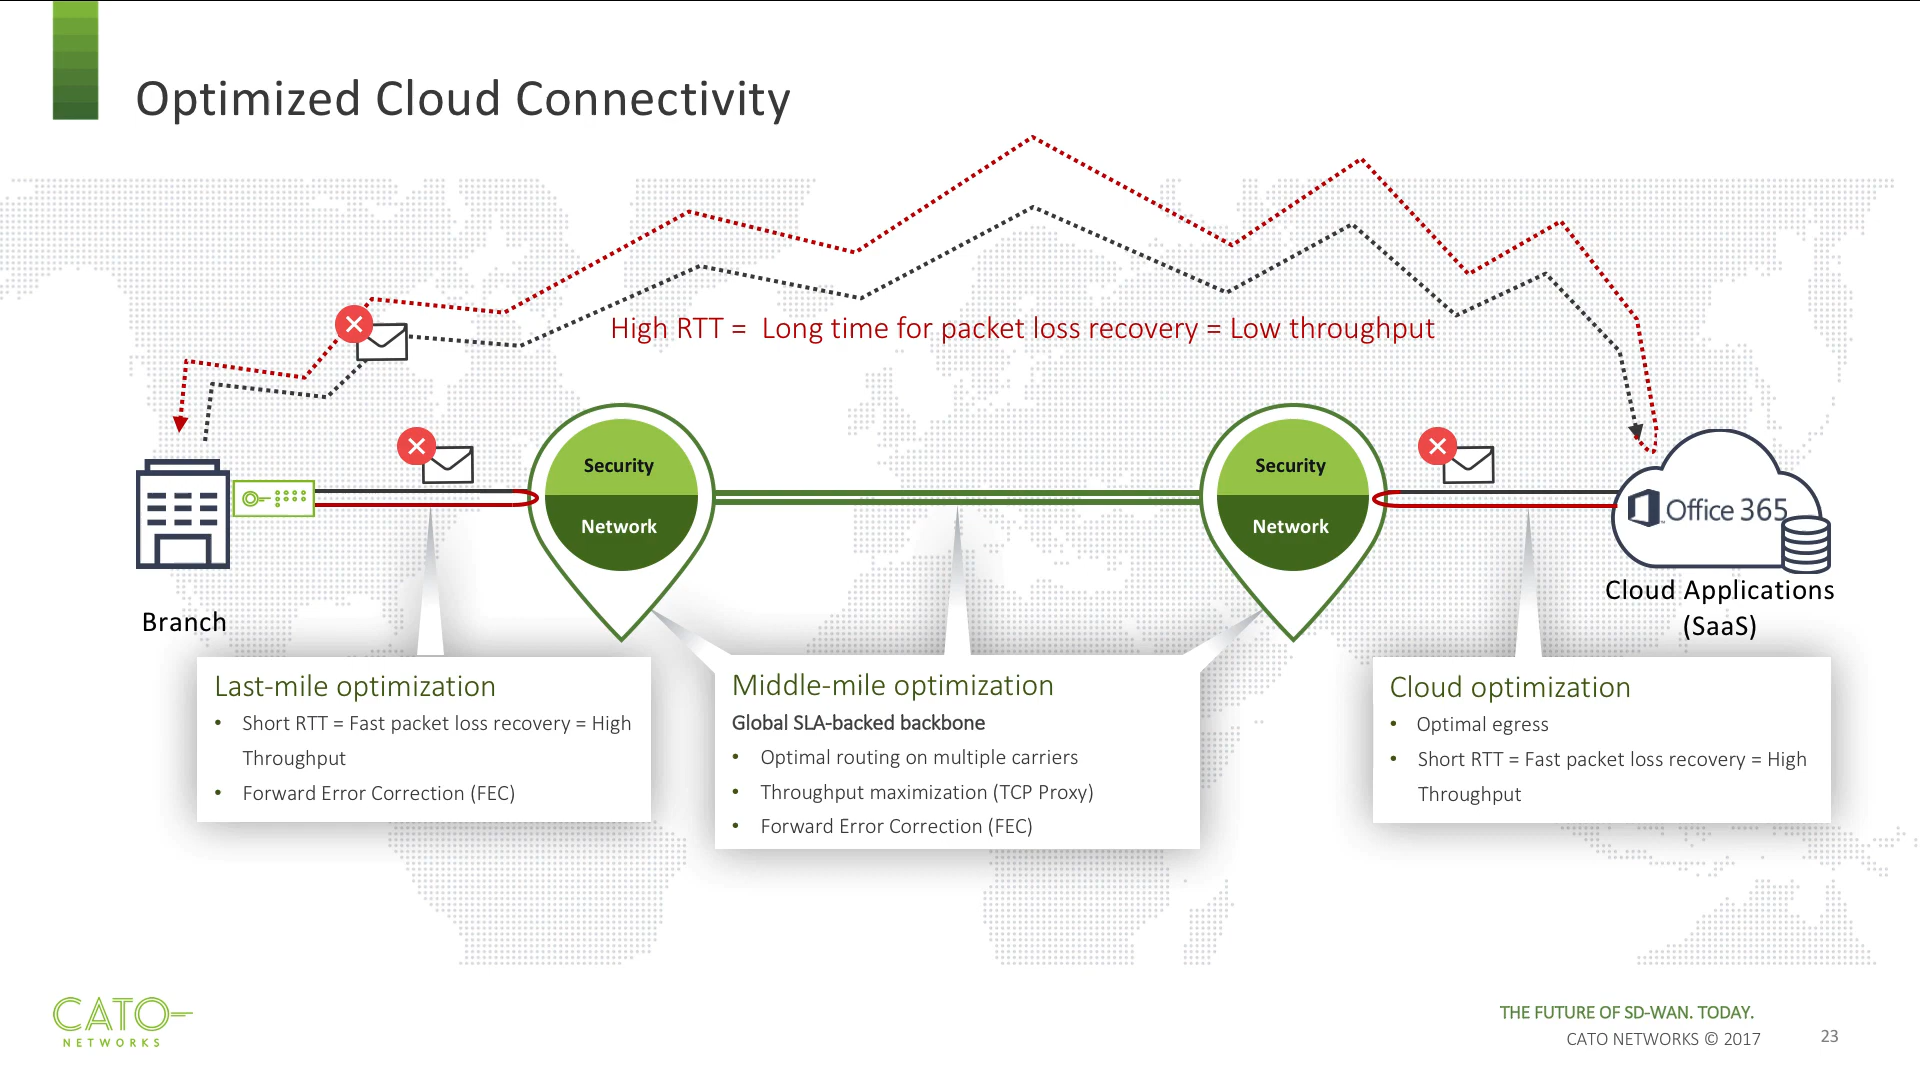 Optimized Cloud Connectivity
High RTT =  Long time for packet loss recovery = Low throughput
Security
Network
Security
Network
Office 365
Branch
Cloud Applications
(SaaS)
Last-mile optimization
• Short RTT = Fast packet loss recovery = High
Throughput
• Forward Error Correction (FEC)
Middle-mile optimization
Global SLA-backed backbone
• Optimal routing on multiple carriers
• Throughput maximization (TCP Proxy)
• Forward Error Correction (FEC)
Cloud optimization
• Optimal egress
• Short RTT = Fast packet loss recovery = High
Throughput
CATO
NETWORKS
THE FUTURE OF SD-WAN. TODAY.
CATO NETWORKS © 2017
23